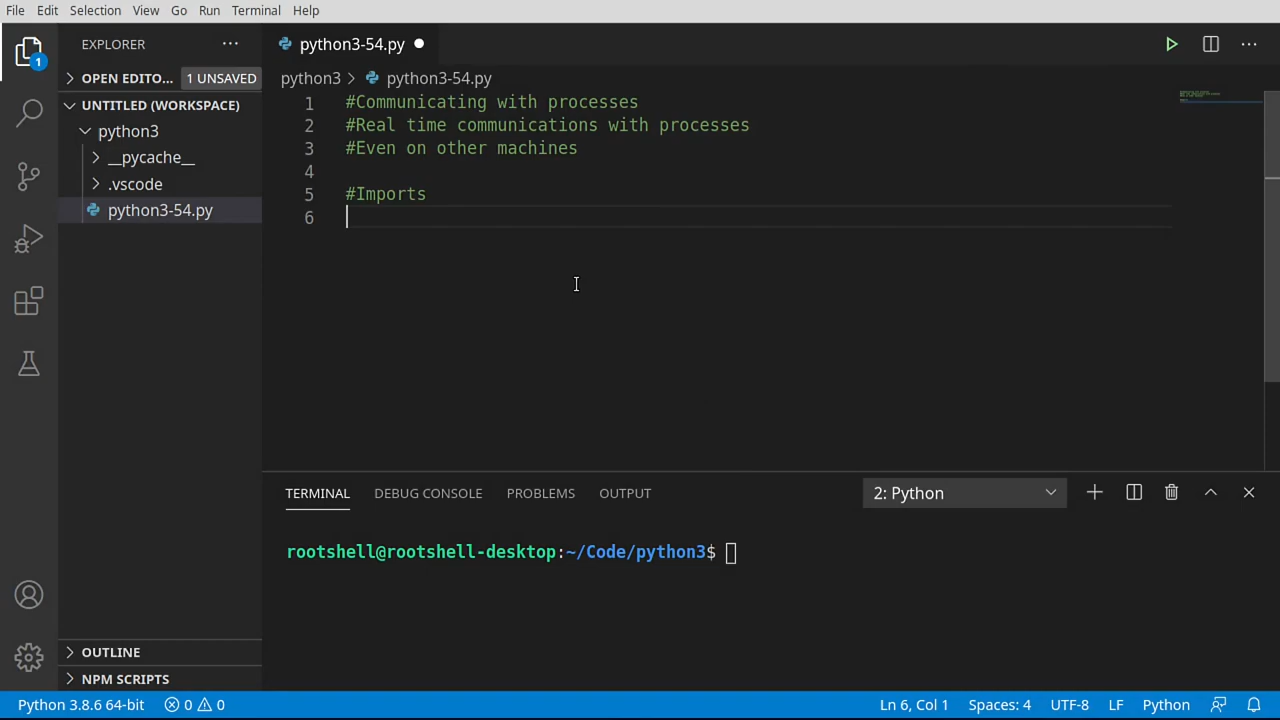 File Edit Selection View Go Run Terminal Help
EXPLORER ···
python3-54.py
OPEN EDITO... 1 UNSAVED
UNTITLED (WORKSPACE)
python3
__pycache__
.vscode
python3-54.py
OUTLINE
NPM SCRIPTS
1
python3 > python3-54.py
1 #Communicating with processes
2 #Real time communications with processes
3 #Even on other machines
4
5 #Imports
6
TERMINAL DEBUG CONSOLE PROBLEMS OUTPUT 2: Python
rootshell@rootshell-desktop:~/Code/python3$
Python 3.8.6 64-bit 0 0 Ln 6, Col 1 Spaces: 4 UTF-8 LF Python